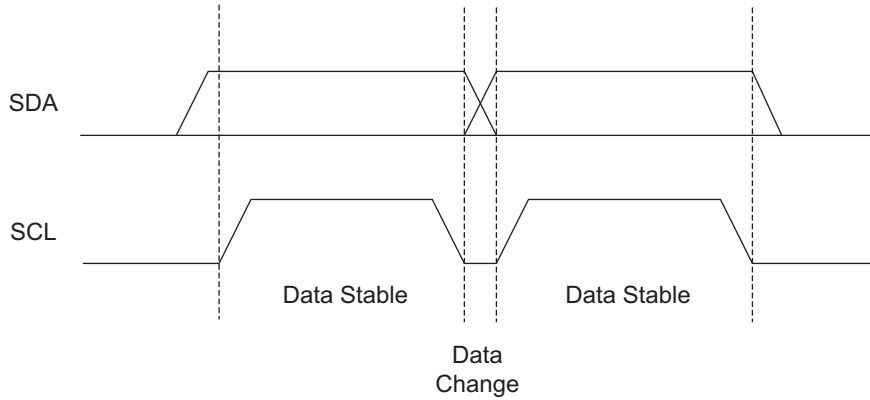 SDA
SCL
Data Stable
Data Stable
Data
Change